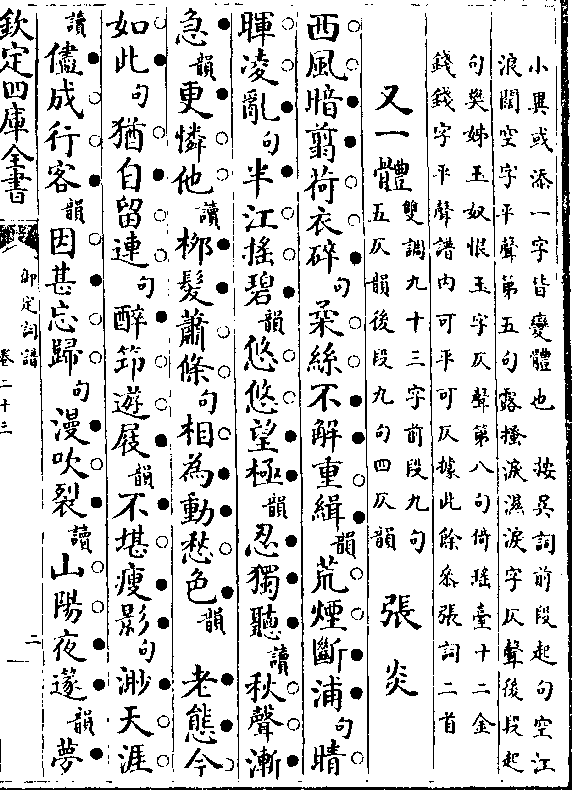 小異或添一字皆變體也　按吳詞前段起句空江
浪闊空字平聲第五句露搔淚濕淚字仄聲後段起
句樊姊玉奴恨玉字仄聲第八句倚瑤臺十二金
錢錢字平聲譜内可平可仄據此餘參張詞二首
又一體　雙調九十三字前段九句
五仄韻後段九句四仄韻　張炎
西風暗翦荷衣碎句柔絲不解重緝韻荒煙斷浦句晴
暉凌亂句半江搖碧韻悠悠望極韻忍獨聽讀秋聲漸
急韻更憐他讀栁髮蕭條句相為動愁色韻　老態今
如此句猶自留連句醉筇遊屐韻不堪瘦影句渺天涯
讀儘成行客韻因甚忘歸句漫吹裂讀山陽夜篴韻夢
欽定四庫全書
御定詞譜
卷二十三
二